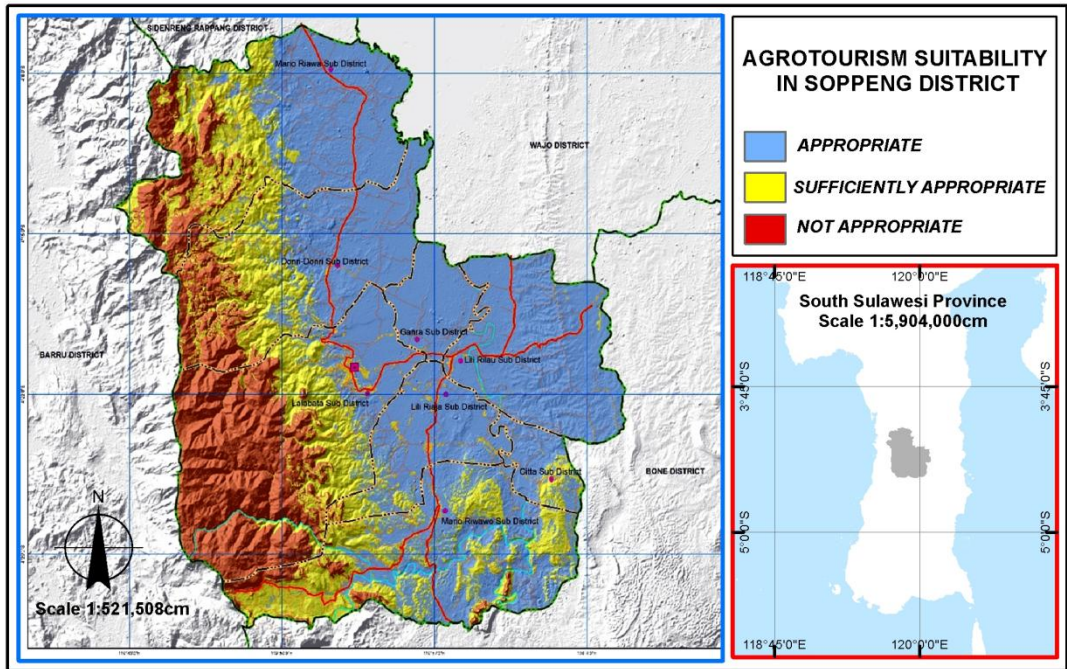 SIDENRENG RAPPANG DISTRICT
Mario Riawa Sub District
WAJO DISTRICT
Donri-Donri Sub District
Ganra Sub District
BARRU DISTRICT
Lili Rilau Sub District
Lalabata Sub District
Lili Riaja Sub District
Citta Sub District
BONE DISTRICT
Mario Riwawo Sub District
N
Scale 1:521,508cm
AGROTOURISM SUITABILITY
IN SOPPENG DISTRICT
APPROPRIATE
SUFFICIENTLY APPROPRIATE
NOT APPROPRIATE
118°45'0"E
120°0'0"E
South Sulawesi Province
Scale 1:5,904,000cm
3°45'0"S
3°45'0"S
5°0'0"S
5°0'0"S
118°45'0"E
120°0'0"E